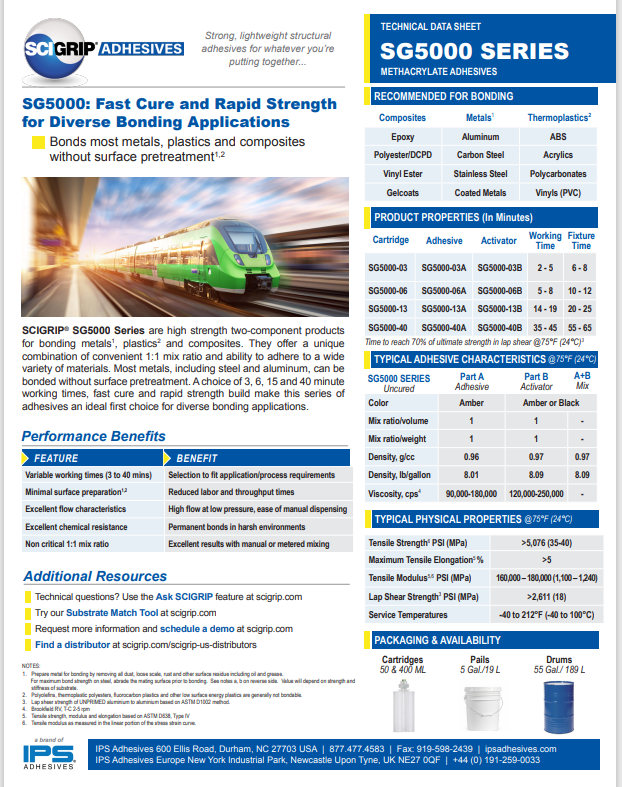 SCIGRIP ADHESIVES
Strong, lightweight structural
adhesives for whatever you're
putting together...
TECHNICAL DATA SHEET
SG5000 SERIES
METHACRYLATE ADHESIVES
SG5000: Fast Cure and Rapid Strength
for Diverse Bonding Applications
Bonds most metals, plastics and composites
without surface pretreatment1,2
SCIGRIP® SG5000 Series are high strength two-component products
for bonding metals1, plastics2 and composites. They offer a unique
combination of convenient 1:1 mix ratio and ability to adhere to a wide
variety of materials. Most metals, including steel and aluminum, can be
bonded without surface pretreatment. A choice of 3, 6, 15 and 40 minute
working times, fast cure and rapid strength build make this series of
adhesives an ideal first choice for diverse bonding applications.
Performance Benefits
FEATURE BENEFIT
Variable working times (3 to 40 mins) Selection to fit application/process requirements
Minimal surface preparation1,2 Reduced labor and throughput times
Excellent flow characteristics High flow at low pressure, ease of manual dispensing
Excellent chemical resistance Permanent bonds in harsh environments
Non critical 1:1 mix ratio Excellent results with manual or metered mixing
Additional Resources
Technical questions? Use the Ask SCIGRIP feature at scigrip.com
Try our Substrate Match Tool at scigrip.com
Request more information and schedule a demo at scigrip.com
Find a distributor at scigrip.com/scigrip-us-distributors
NOTES:
1. Prepare metal for bonding by removing all dust, loose scale, rust and other surface residue including oil and grease.
For maximum bond strength on steel, abrade the mating surface prior to bonding. See notes a, b on reverse side. Value will depend on strength and
stiffness of substrate.
2. Polyolefins, thermoplastic polyesters, fluorocarbon plastics and other low surface energy plastics are generally not bondable.
3. Lap shear strength of UNPRIMED aluminum to aluminum based on ASTM D1002 method.
4. Brookfield RV, T-C 2-5 rpm
5. Tensile strength, modulus and elongation based on ASTM D638, Type IV
6. Tensile modulus as measured in the linear portion of the stress strain curve.
RECOMMENDED FOR BONDING
Composites Metals1 Thermoplastics2
Epoxy Aluminum ABS
Polyester/DCPD Carbon Steel Acrylics
Vinyl Ester Stainless Steel Polycarbonates
Gelcoats Coated Metals Vinyls (PVC)
PRODUCT PROPERTIES (In Minutes)
Cartridge Adhesive Activator Working Time Fixture Time
SG5000-03 SG5000-03A SG5000-03B 2 - 5 6 - 8
SG5000-06 SG5000-06A SG5000-06B 5 - 8 10 - 12
SG5000-13 SG5000-13A SG5000-13B 14 - 19 20 - 25
SG5000-40 SG5000-40A SG5000-40B 35 - 45 55 - 65
Time to reach 70% of ultimate strength in lap shear @75°F (24°C)3
TYPICAL ADHESIVE CHARACTERISTICS @75°F (24°C)
SG5000 SERIES Part A Part B A+B
Uncured Adhesive Activator Mix
Color Amber Amber or Black
Mix ratio/volume 1 1 -
Mix ratio/weight 1 1 -
Density, g/cc 0.96 0.97 0.97
Density, lb/gallon 8.01 8.09 8.09
Viscosity, cps4 90,000-180,000 120,000-250,000 -
TYPICAL PHYSICAL PROPERTIES @75°F (24°C)
Tensile Strength5 PSI (MPa) >5,076 (35-40)
Maximum Tensile Elongation5 % >5
Tensile Modulus5,6 PSI (MPa) 160,000 – 180,000 (1,100 – 1,240)
Lap Shear Strength3 PSI (MPa) >2,611 (18)
Service Temperatures -40 to 212°F (-40 to 100°C)
PACKAGING & AVAILABILITY
Cartridges Pails Drums
50 & 400 ML 5 Gal./19 L 55 Gal./ 189 L
a brand of
IPS
ADHESIVES
IPS Adhesives 600 Ellis Road, Durham, NC 27703 USA | 877.477.4583 | Fax: 919-598-2439 | ipsadhesives.com
IPS Adhesives Europe New York Industrial Park, Newcastle Upon Tyne, UK NE27 0QF | +44 (0) 191-259-0033